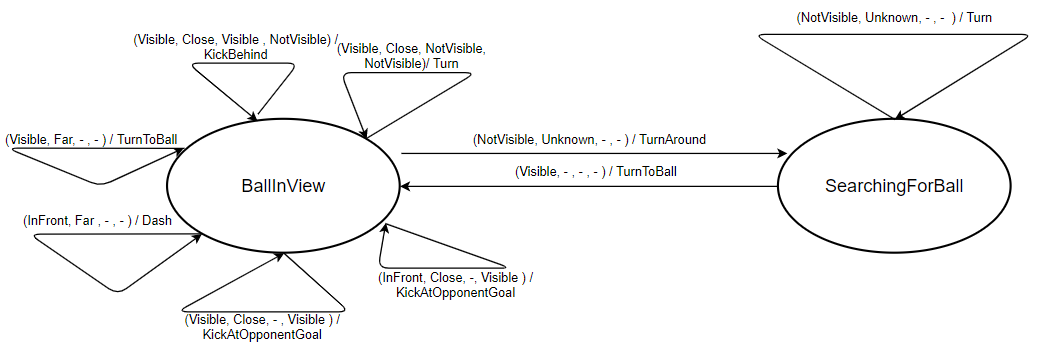 (NotVisible, Unknown, - , - ) / Turn
(Visible, Close, Visible , NotVisible) /
KickBehind
(Visible, Close, NotVisible,
NotVisible)/ Turn
(Visible, Far, - , - ) / TurnToBall
(NotVisible, Unknown, - , - ) / TurnAround
(Visible, - , - , - ) / TurnToBall
BallInView
SearchingForBall
(InFront, Far , - , - ) / Dash
(InFront, Close, -, Visible ) /
KickAtOpponentGoal
(Visible, Close, - , Visible ) /
KickAtOpponentGoal